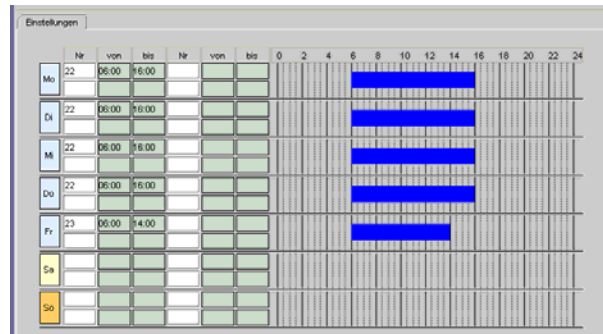 Einstellungen
Nr von bis Nr von bis 0 2 4 6 8 10 12 14 16 18 20 22 24
Mo 22 06:00 16:00
Di 22 06:00 16:00
Mi 22 06:00 16:00
Do 22 06:00 16:00
Fr 23 06:00 14:00
Sa
So